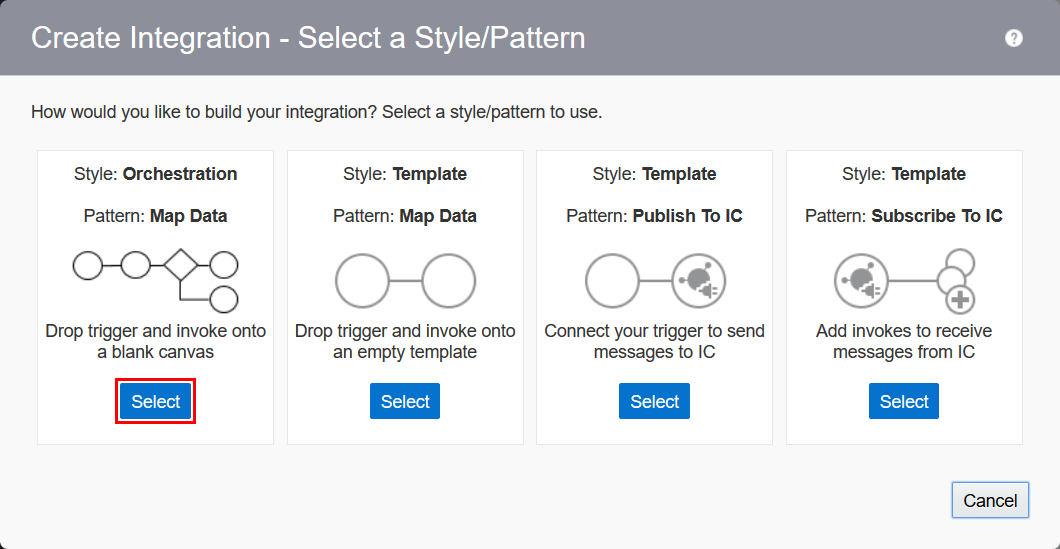 Create Integration - Select a Style/Pattern
?
How would you like to build your integration? Select a style/pattern to use.
Style: Orchestration
Pattern: Map Data
Drop trigger and invoke onto
a blank canvas
Select
Style: Template
Pattern: Map Data
Drop trigger and invoke onto
an empty template
Select
Style: Template
Pattern: Publish To IC
Connect your trigger to send
messages to IC
Select
Style: Template
Pattern: Subscribe To IC
Add invokes to receive
messages from IC
Select
Cancel